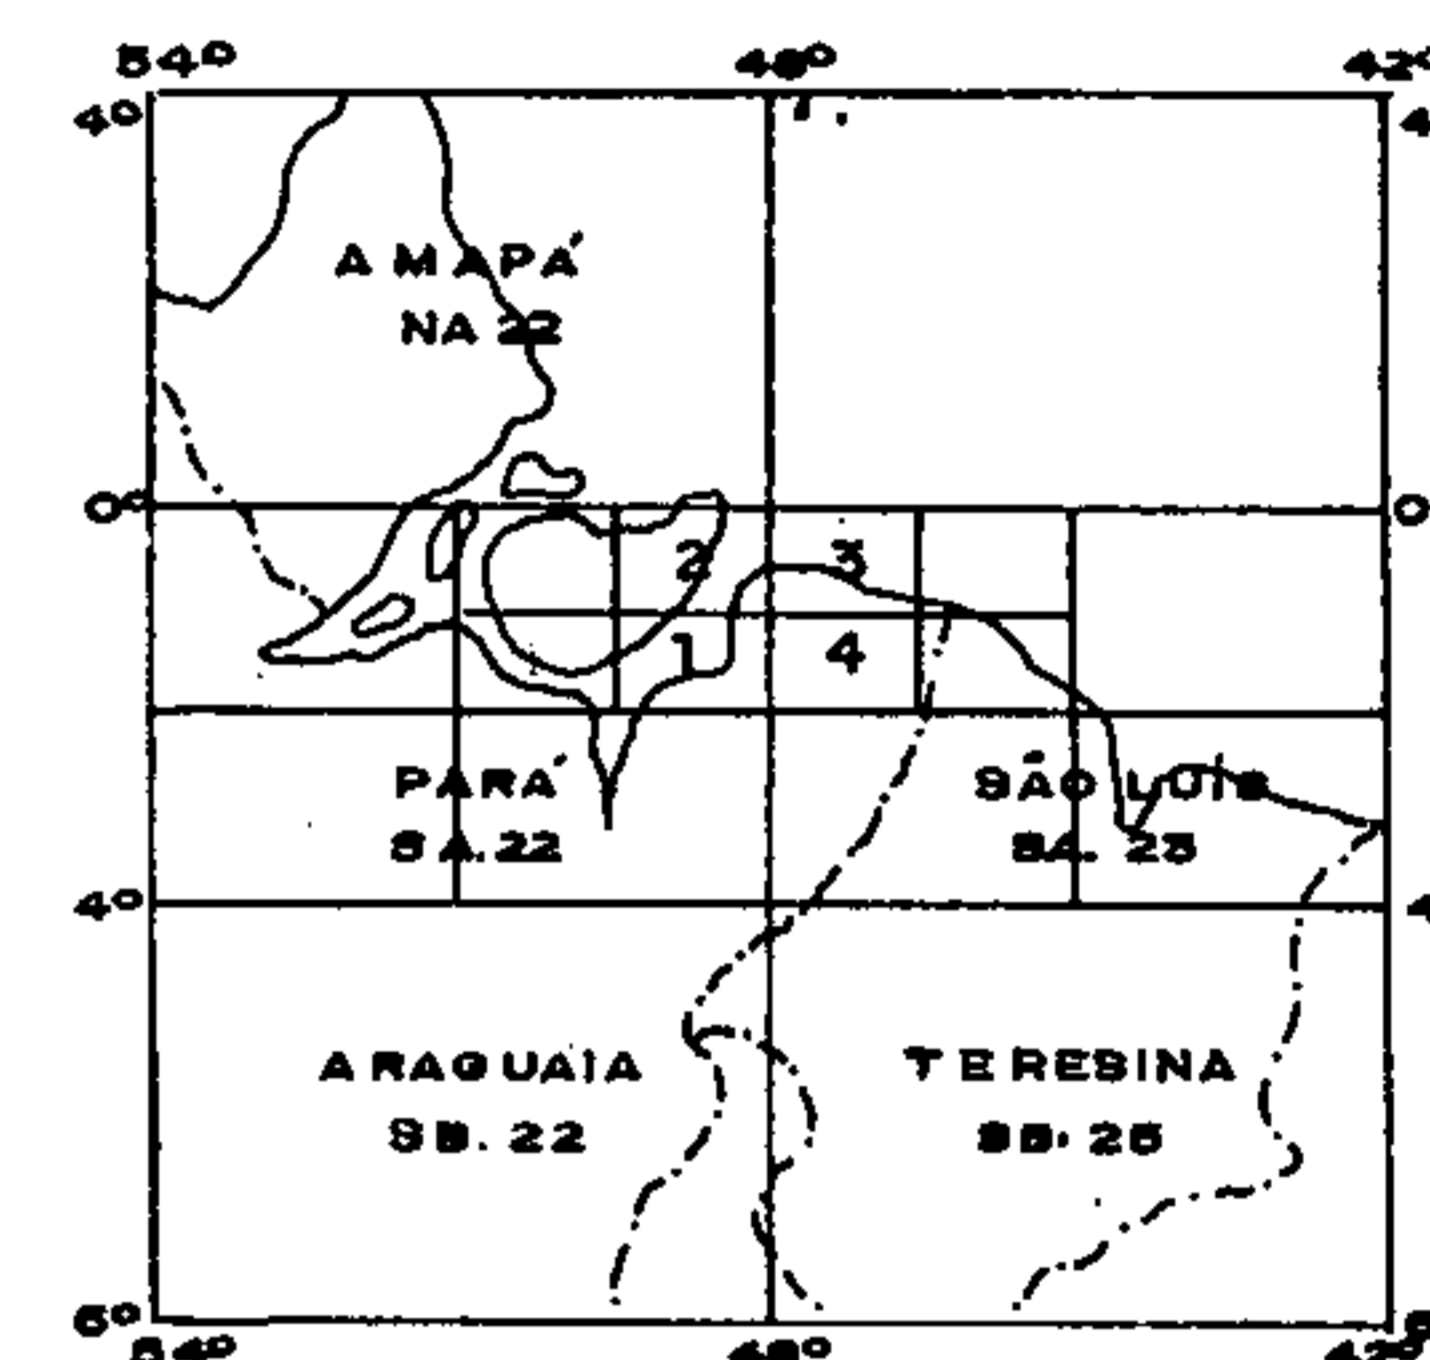 54° 48° 42°
4° 4
AMAPÁ
NA 22
0° 0
2 3
1 4
PARÁ SÃO LUÍS
SA.22 SA. 23
4° 4
ARAGUAIA TERESINA
SB. 22 SB. 23
54° 48° 42°